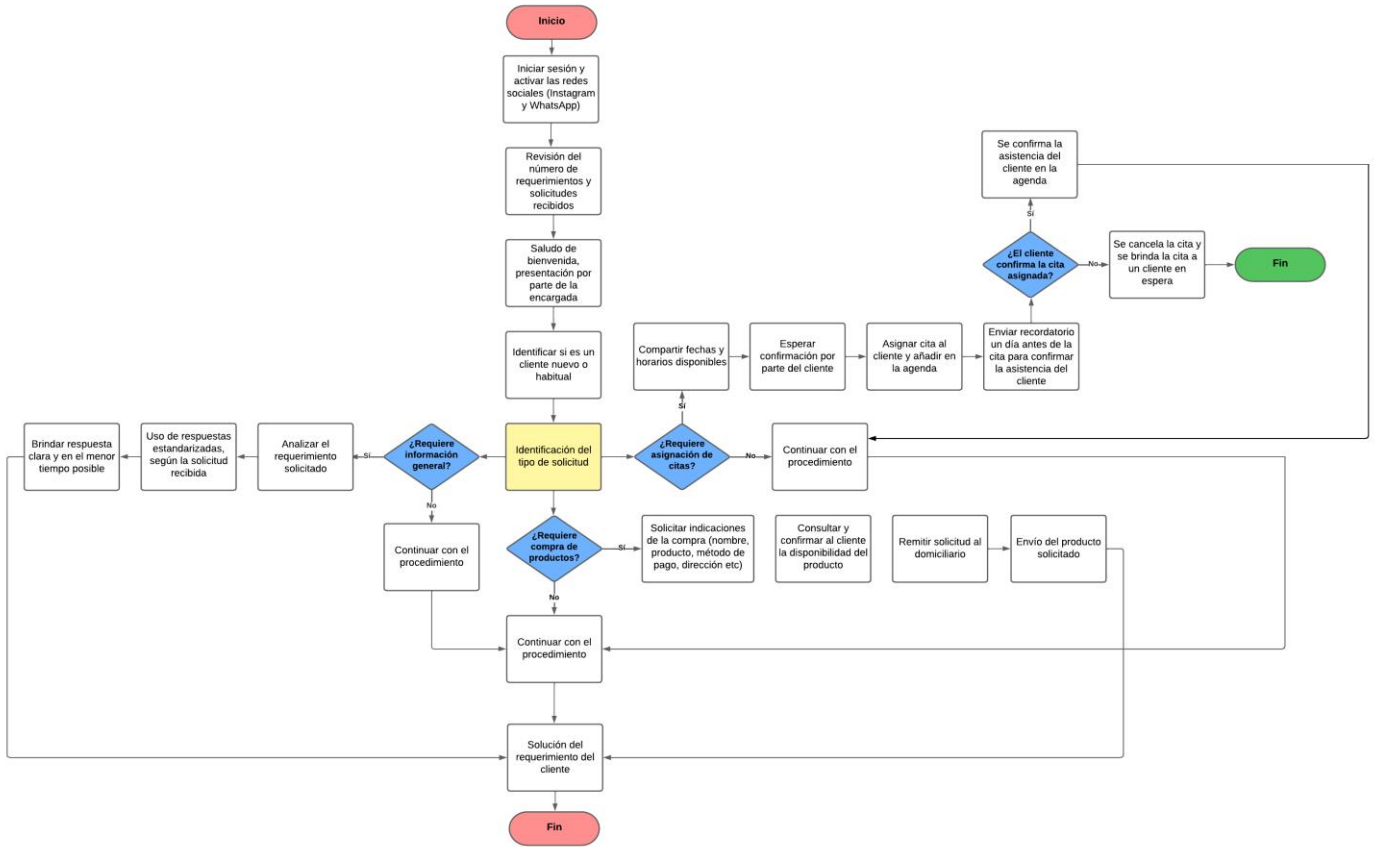 Inicio
Iniciar sesión y
activar las redes
sociales (Instagram
y WhatsApp)
Revisión del
número de
requerimientos y
solicitudes
recibidos
Saludo de
bienvenida,
presentación por
parte de la
encargada
Identificar si es un
cliente nuevo o
habitual
Identificación del
tipo de solicitud
¿Requiere
información
general?
Sí
Analizar el
requerimiento
solicitado
Uso de respuestas
estandarizadas,
según la solicitud
recibida
Brindar respuesta
clara y en el menor
tiempo posible
No
Continuar con el
procedimiento
¿Requiere
asignación de
citas?
Sí
Compartir fechas y
horarios disponibles
Esperar
confirmación por
parte del cliente
Asignar cita al
cliente y añadir en
la agenda
Enviar recordatorio
un día antes de la
cita para confirmar
la asistencia del
cliente
¿El cliente
confirma la cita
asignada?
Sí
Se confirma la
asistencia del
cliente en la
agenda
No
Se cancela la cita y
se brinda la cita a
un cliente en
espera
Fin
No
Continuar con el
procedimiento
¿Requiere
compra de
productos?
Sí
Solicitar indicaciones
de la compra (nombre,
producto, método de
pago, dirección etc)
Consultar y
confirmar al cliente
la disponibilidad del
producto
Remitir solicitud al
domiciliario
Envío del producto
solicitado
No
Continuar con el
procedimiento
Solución del
requerimiento del
cliente
Fin